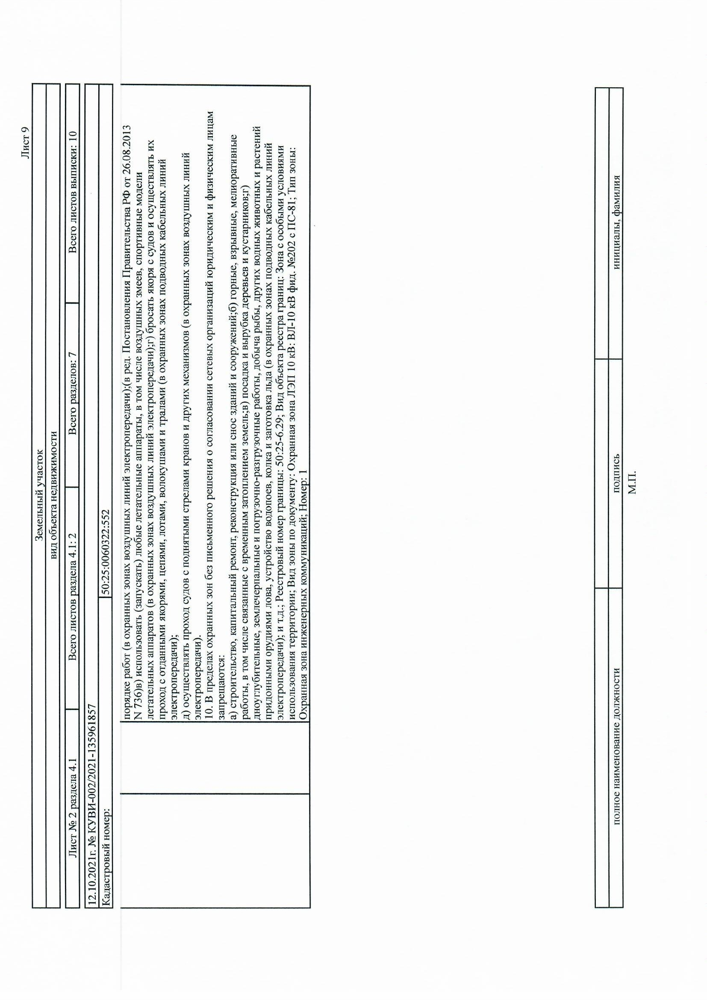 Лист 9
Земельный участок
вид объекта недвижимости
Лист № 2 раздела 4.1 Всего листов раздела 4.1: 2 Всего разделов: 7 Всего листов выписки: 10
12.10.2021г. № КУВИ-002/2021-135961857
Кадастровый номер: 50:25:0060322:552
порядке работ (в охранных зонах воздушных линий электропередачи);(в ред. Постановления Правительства РФ от 26.08.2013
N 736)в) использовать (запускать) любые летательные аппараты, в том числе воздушных змеев, спортивные модели
летательных аппаратов (в охранных зонах воздушных линий электропередачи);г) бросать якоря с судов и осуществлять их
проход с отданными якорями, цепями, лотами, волокушами и тралами (в охранных зонах подводных кабельных линий
электропередачи);
д) осуществлять проход судов с поднятыми стрелами кранов и других механизмов (в охранных зонах воздушных линий
электропередачи).
10. В пределах охранных зон без письменного решения о согласовании сетевых организаций юридическим и физическим лицам
запрещаются:
а) строительство, капитальный ремонт, реконструкция или снос зданий и сооружений;б) горные, взрывные, мелиоративные
работы, в том числе связанные с временным затоплением земель;в) посадка и вырубка деревьев и кустарников;г)
дноуглубительные, землечерпальные и погрузочно-разгрузочные работы, добыча рыбы, других водных животных и растений
придонными орудиями лова, устройство водопоев, колка и заготовка льда (в охранных зонах подводных кабельных линий
электропередачи); и т.д.; Реестровый номер границы: 50:25-6.29; Вид объекта реестра границ: Зона с особыми условиями
использования территории; Вид зоны по документу: Охранная зона ЛЭП 10 кВ: ВЛ-10 кВ фид. №202 с ПС-81; Тип зоны:
Охранная зона инженерных коммуникаций; Номер: 1
полное наименование должности подпись инициалы, фамилия
М.П.